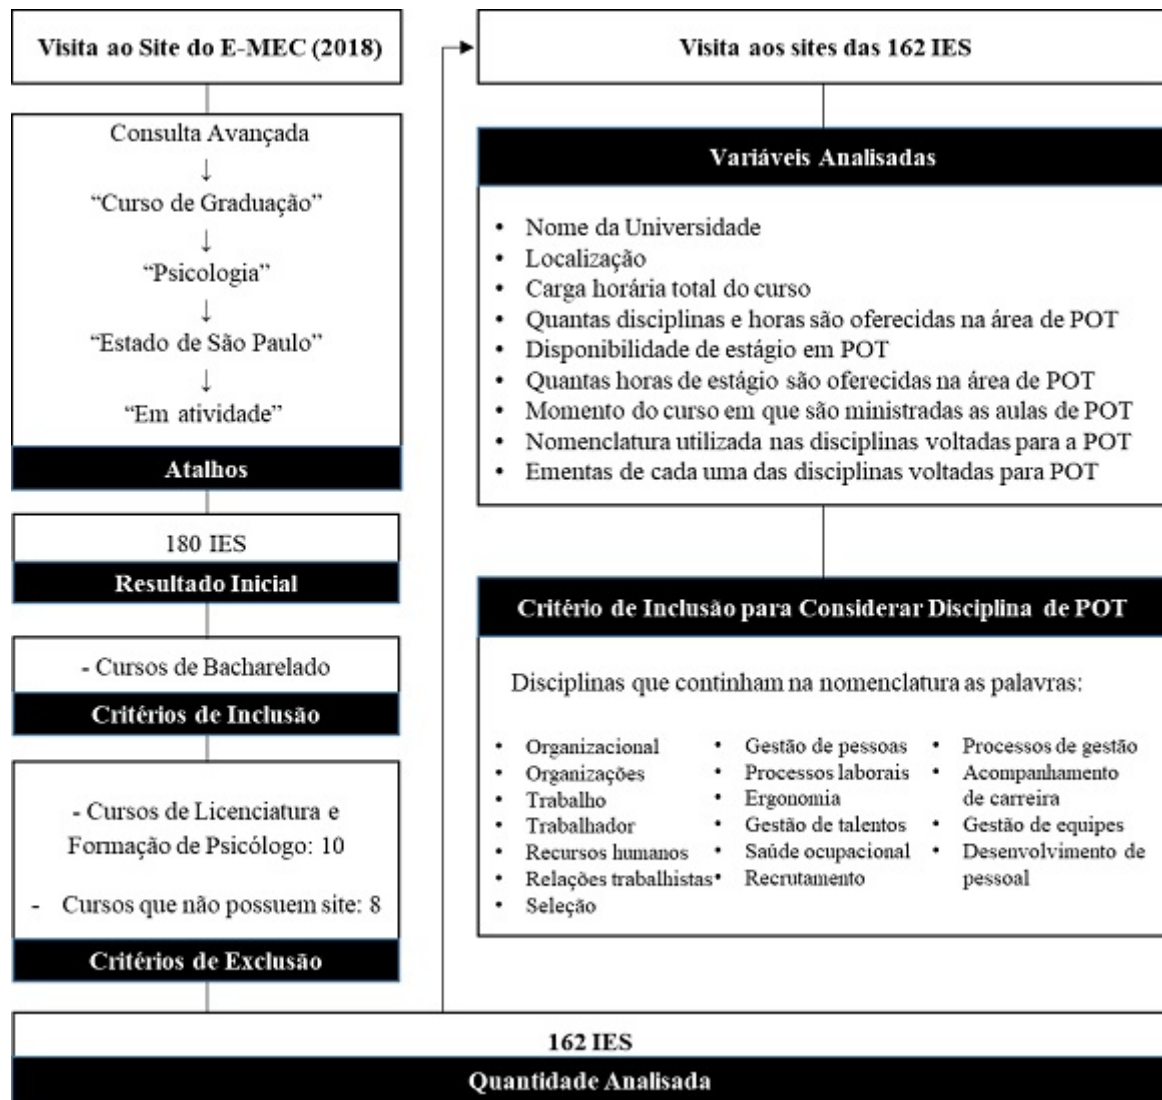 Visita ao Site do E-MEC (2018)
Consulta Avançada
↓
“Curso de Graduação”
↓
“Psicologia”
↓
“Estado de São Paulo”
↓
“Em atividade”
Atalhos
180 IES
Resultado Inicial
- Cursos de Bacharelado
Critérios de Inclusão
- Cursos de Licenciatura e
Formação de Psicólogo: 10
- Cursos que não possuem site: 8
Critérios de Exclusão
162 IES
Quantidade Analisada
Visita aos sites das 162 IES
Variáveis Analisadas
• Nome da Universidade
• Localização
• Carga horária total do curso
• Quantas disciplinas e horas são oferecidas na área de POT
• Disponibilidade de estágio em POT
• Quantas horas de estágio são oferecidas na área de POT
• Momento do curso em que são ministradas as aulas de POT
• Nomenclatura utilizada nas disciplinas voltadas para a POT
• Ementas de cada uma das disciplinas voltadas para POT
Critério de Inclusão para Considerar Disciplina de POT
Disciplinas que continham na nomenclatura as palavras:
• Organizacional
• Organizações
• Trabalho
• Trabalhador
• Recursos humanos
• Relações trabalhistas
• Seleção
• Gestão de pessoas
• Processos laborais
• Ergonomia
• Gestão de talentos
• Saúde ocupacional
• Recrutamento
• Processos de gestão
• Acompanhamento
de carreira
• Gestão de equipes
• Desenvolvimento de
pessoal